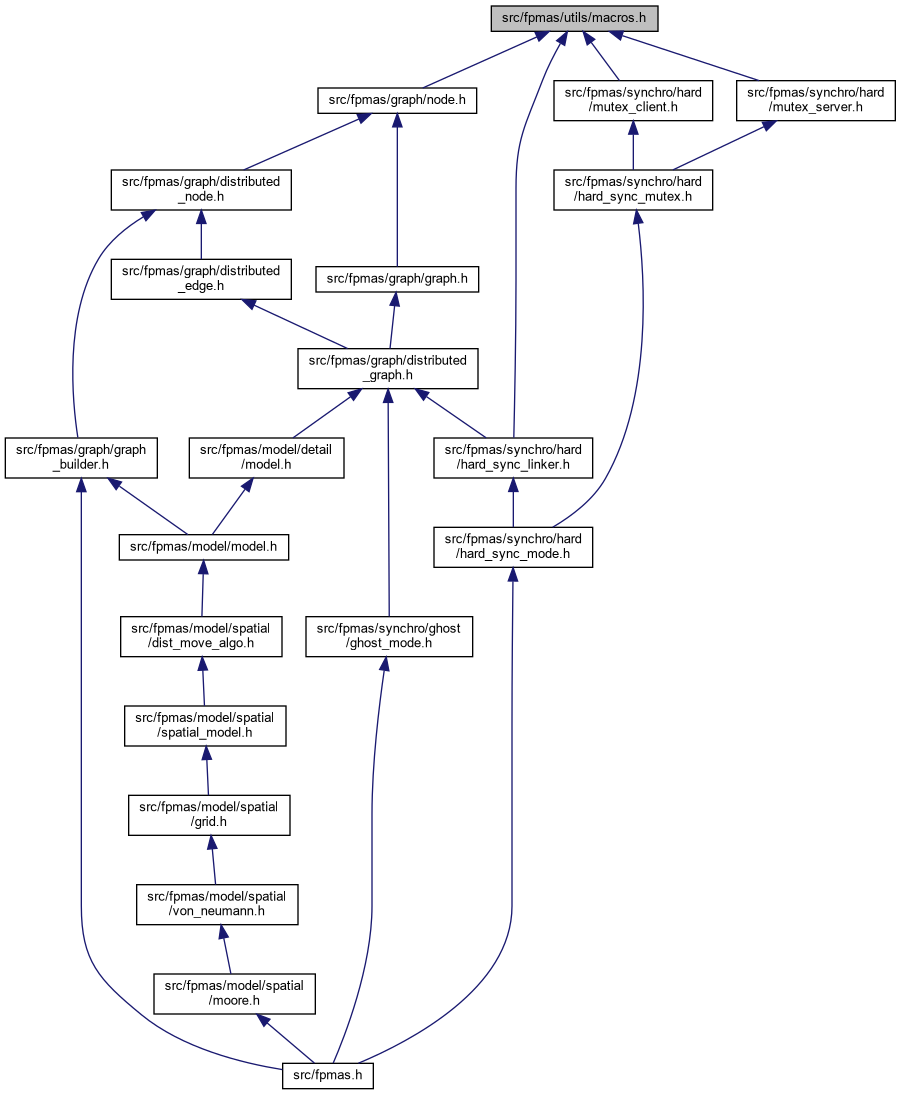 src/fpmas/utils/macros.h
src/fpmas/graph/node.h
src/fpmas/synchro/hard
/mutex_client.h
src/fpmas/synchro/hard
/mutex_server.h
src/fpmas/graph/distributed
_node.h
src/fpmas/synchro/hard
/hard_sync_mutex.h
src/fpmas/graph/distributed
_edge.h
src/fpmas/graph/graph.h
src/fpmas/graph/distributed
_graph.h
src/fpmas/graph/graph
_builder.h
src/fpmas/model/detail
/model.h
src/fpmas/synchro/hard
/hard_sync_linker.h
src/fpmas/model/model.h
src/fpmas/synchro/hard
/hard_sync_mode.h
src/fpmas/model/spatial
/dist_move_algo.h
src/fpmas/synchro/ghost
/ghost_mode.h
src/fpmas/model/spatial
/spatial_model.h
src/fpmas/model/spatial
/grid.h
src/fpmas/model/spatial
/von_neumann.h
src/fpmas/model/spatial
/moore.h
src/fpmas.h